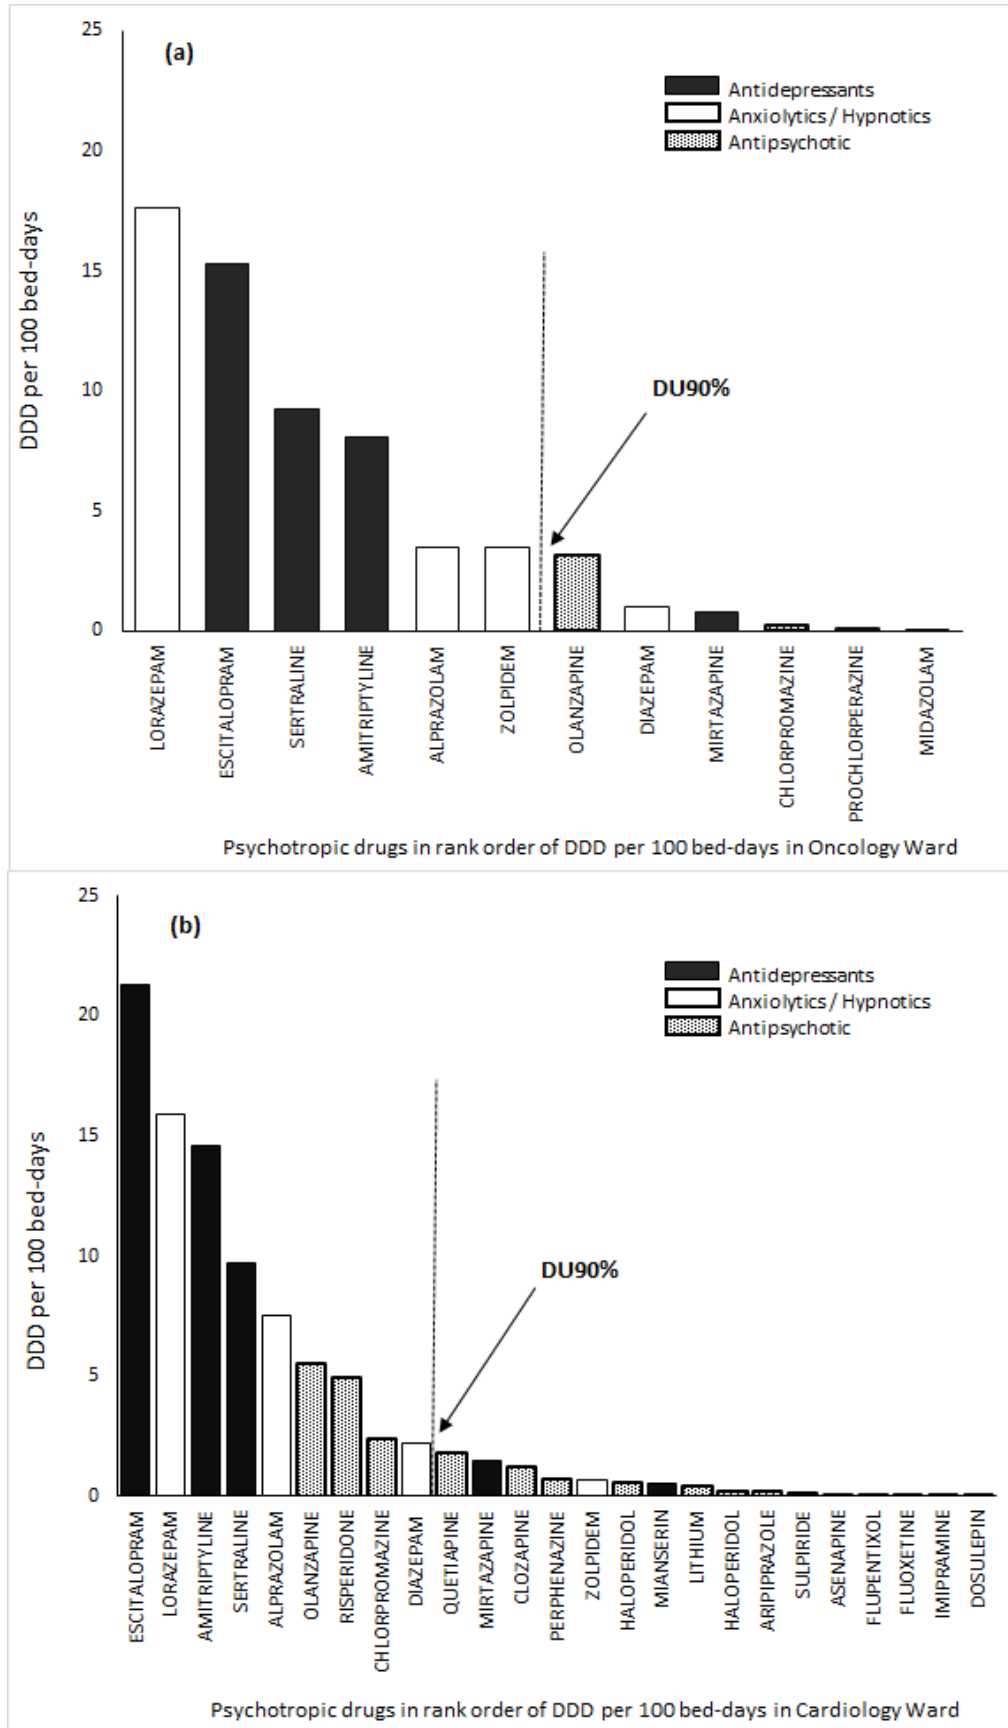 25
(a)
Antidepressants
Anxiolytics / Hypnotics
Antipsychotic
20
15
10
5
0
DDD per 100 bed-days
DU90%
LORAZEPAM
ESCITALOPRAM
SERTRALINE
AMITRIPTYLINE
ALPRAZOLAM
ZOLPIDEM
OLANZAPINE
DIAZEPAM
MIRTAZAPINE
CHLORPROMAZINE
PROCHLORPERAZINE
MIDAZOLAM
Psychotropic drugs in rank order of DDD per 100 bed-days in Oncology Ward
25
(b)
Antidepressants
Anxiolytics / Hypnotics
Antipsychotic
20
15
10
5
0
DDD per 100 bed-days
DU90%
ESCITALOPRAM
LORAZEPAM
AMITRIPTYLINE
SERTRALINE
ALPRAZOLAM
OLANZAPINE
RISPERIDONE
CHLORPROMAZINE
DIAZEPAM
QUETIAPINE
MIRTAZAPINE
CLOZAPINE
PERPHENAZINE
ZOLPIDEM
HALOPERIDOL
MIANSERIN
LITHIUM
HALOPERIDOL
ARIPIPRAZOLE
SULPIRIDE
ASENAPINE
FLUPENTIXOL
FLUOXETINE
IMIPRAMINE
DOSULEPIN
Psychotropic drugs in rank order of DDD per 100 bed-days in Cardiology Ward